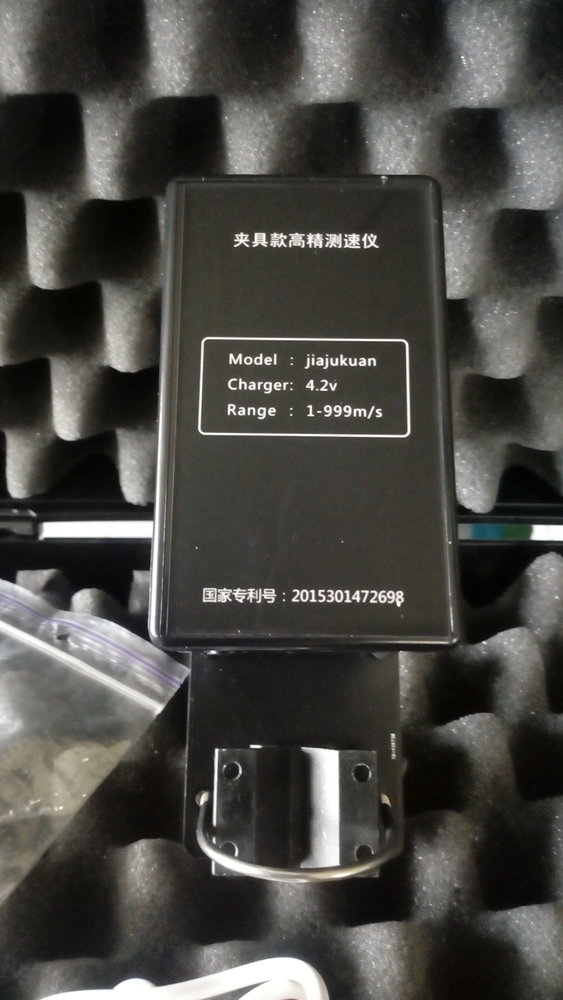 夹具款高精测速仪
Model : jiajukuan
Charger: 4.2v
Range : 1-999m/s
国家专利号：2015301472698